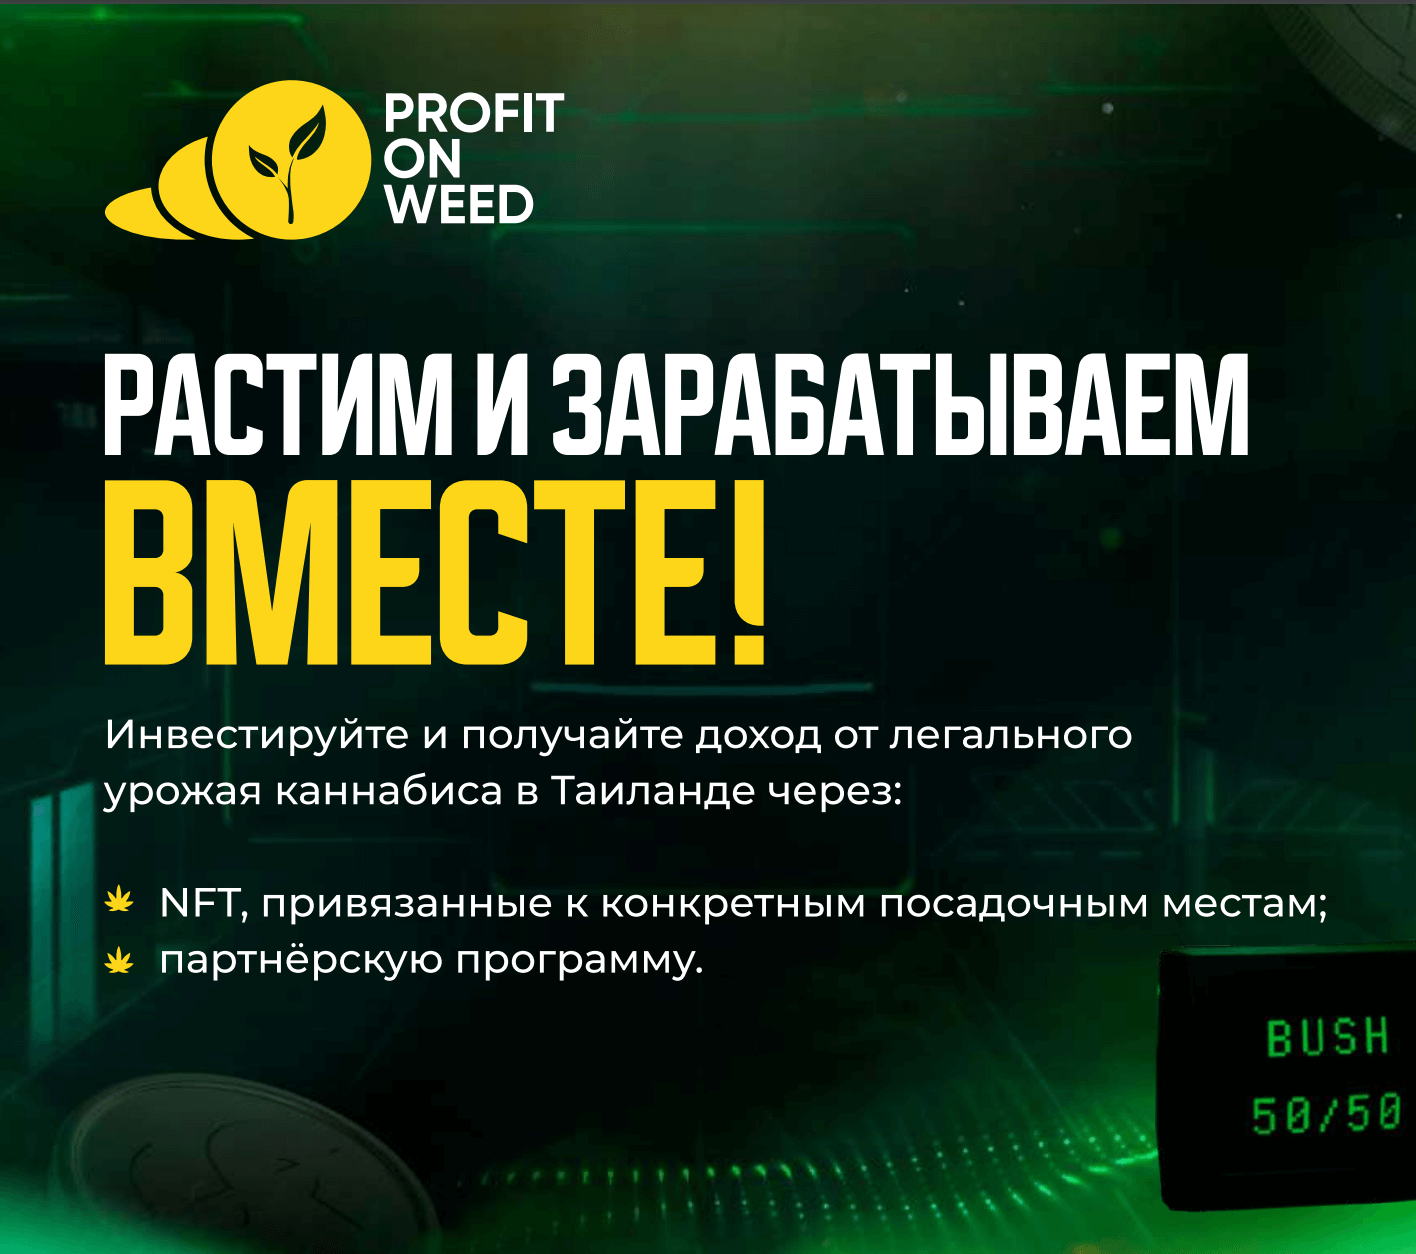 PROFIT
ON
WEED
РАСТИМ И ЗАРАБАТЫВАЕМ
ВМЕСТЕ!
Инвестируйте и получайте доход от легального
урожая каннабиса в Таиланде через:
NFT, привязанные к конкретным посадочным местам;
партнёрскую программу.
BUSH
50/50